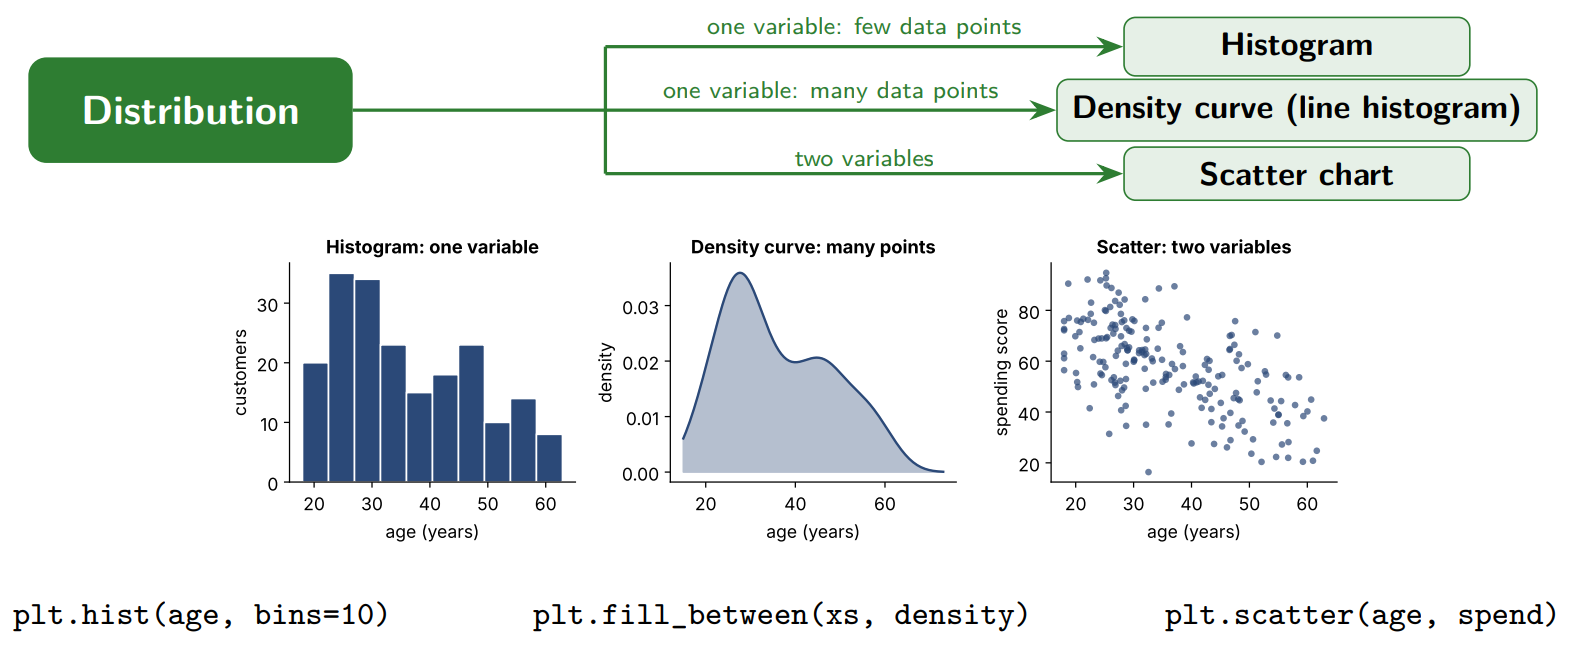 one variable: few data points
Histogram
Distribution
one variable: many data points
Density curve (line histogram)
two variables
Scatter chart
Histogram: one variable
customers
30
20
10
0
20 30 40 50 60
age (years)
Density curve: many points
density
0.03
0.02
0.01
0.00
20 40 60
age (years)
Scatter: two variables
spending score
80
60
40
20
20 30 40 50 60
age (years)
plt.hist(age, bins=10)
plt.fill_between(xs, density)
plt.scatter(age, spend)